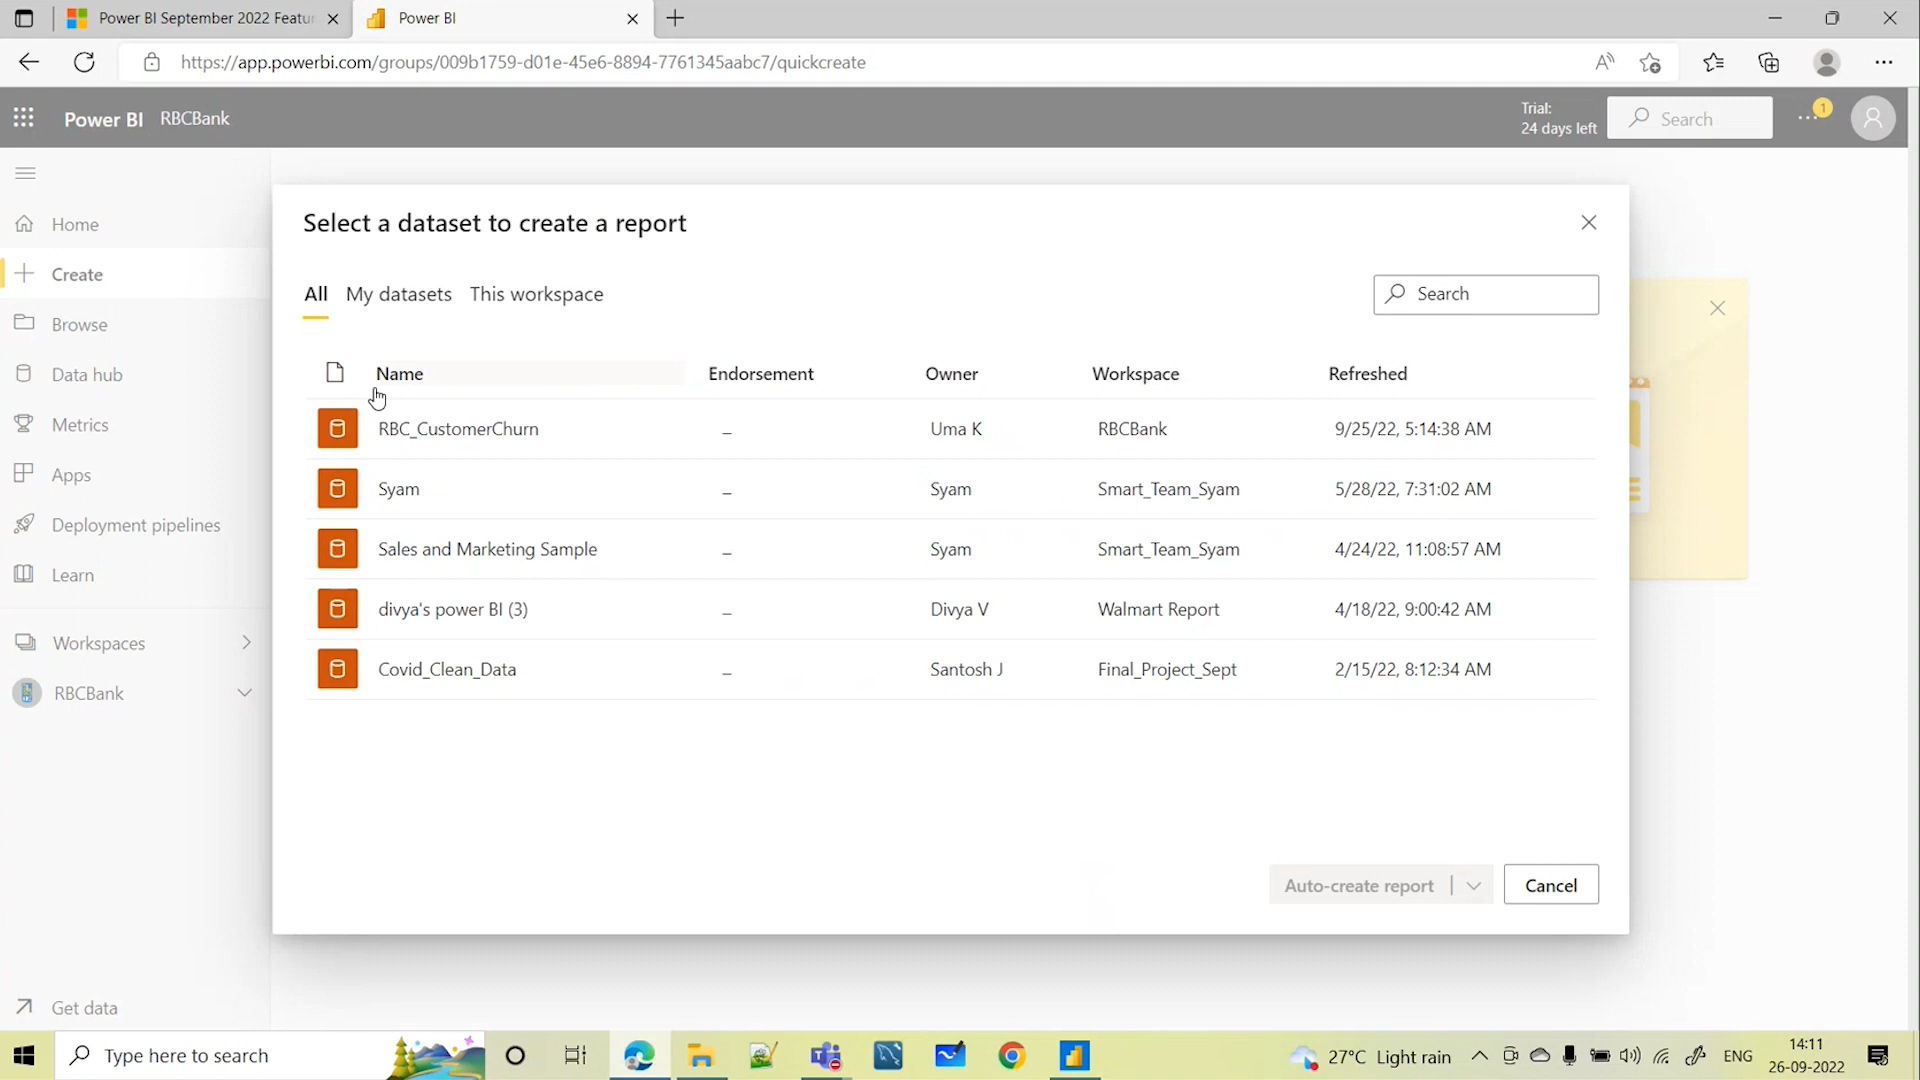 Power BI September 2022 Featu
Power BI
https://app.powerbi.com/groups/009b1759-d01e-45e6-8894-7761345aabc7/quickcreate
Power BI RBCBank
Trial:
24 days left
Search
1
Home
Create
Browse
Data hub
Metrics
Apps
Deployment pipelines
Learn
Workspaces
RBCBank
Get data
Select a dataset to create a report
All My datasets This workspace
Search
Name Endorsement Owner Workspace Refreshed
RBC_CustomerChurn – Uma K RBCBank 9/25/22, 5:14:38 AM
Syam – Syam Smart_Team_Syam 5/28/22, 7:31:02 AM
Sales and Marketing Sample – Syam Smart_Team_Syam 4/24/22, 11:08:57 AM
divya's power BI (3) – Divya V Walmart Report 4/18/22, 9:00:42 AM
Covid_Clean_Data – Santosh J Final_Project_Sept 2/15/22, 8:12:34 AM
Auto-create report Cancel
Type here to search
27°C Light rain
ENG
14:11
26-09-2022